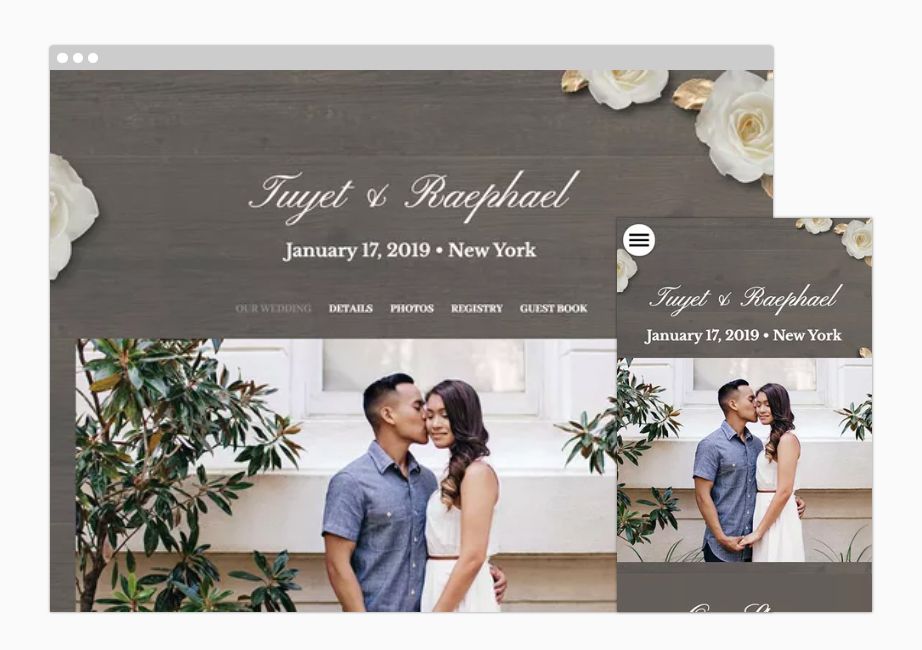 Tuyet & Raephael
January 17, 2019 • New York
OUR WEDDING DETAILS PHOTOS REGISTRY GUEST BOOK
Tuyet & Raephael
January 17, 2019 • New York